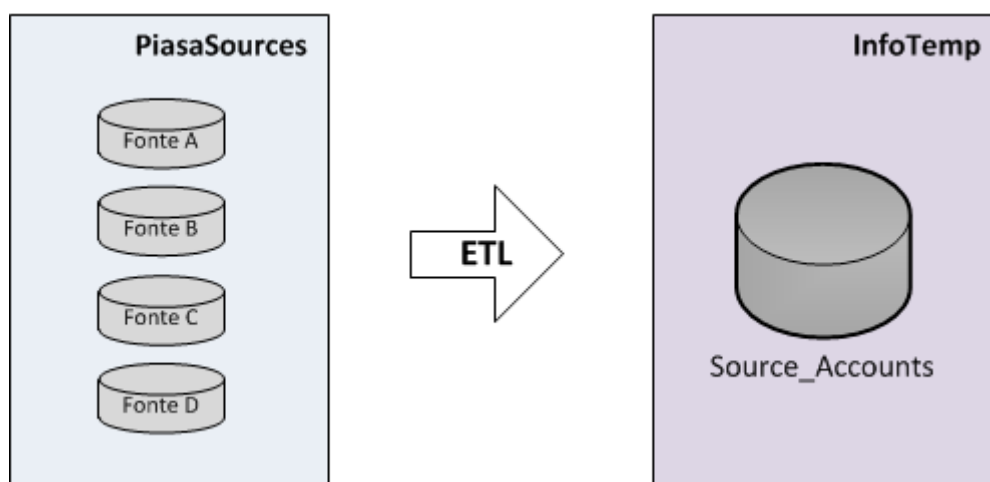 PiasaSources
Fonte A
Fonte B
Fonte C
Fonte D
ETL
InfoTemp
Source_Accounts